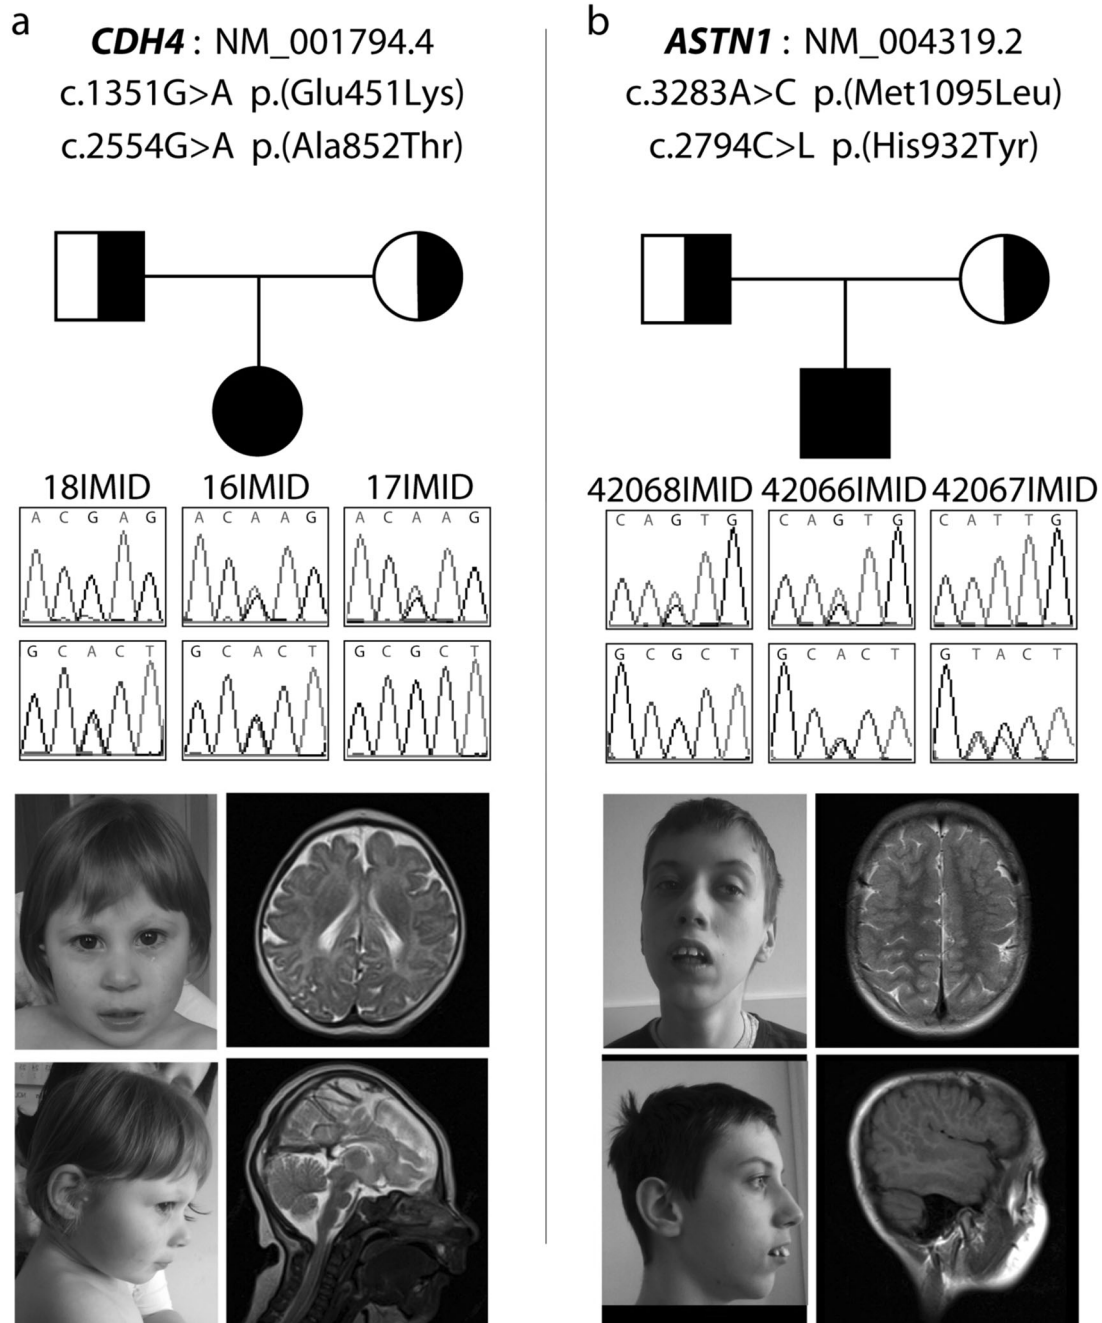 a
CDH4 : NM_001794.4
c.1351G>A p.(Glu451Lys)
c.2554G>A p.(Ala852Thr)
18IMID 16IMID 17IMID
A C G A G
A C A A G
A C A A G
G C A C T
G C A C T
G C G C T
b
ASTN1 : NM_004319.2
c.3283A>C p.(Met1095Leu)
c.2794C>L p.(His932Tyr)
42068IMID 42066IMID 42067IMID
C A G T G
C A G T G
C A T T G
G C G C T
G C A C T
G T A C T